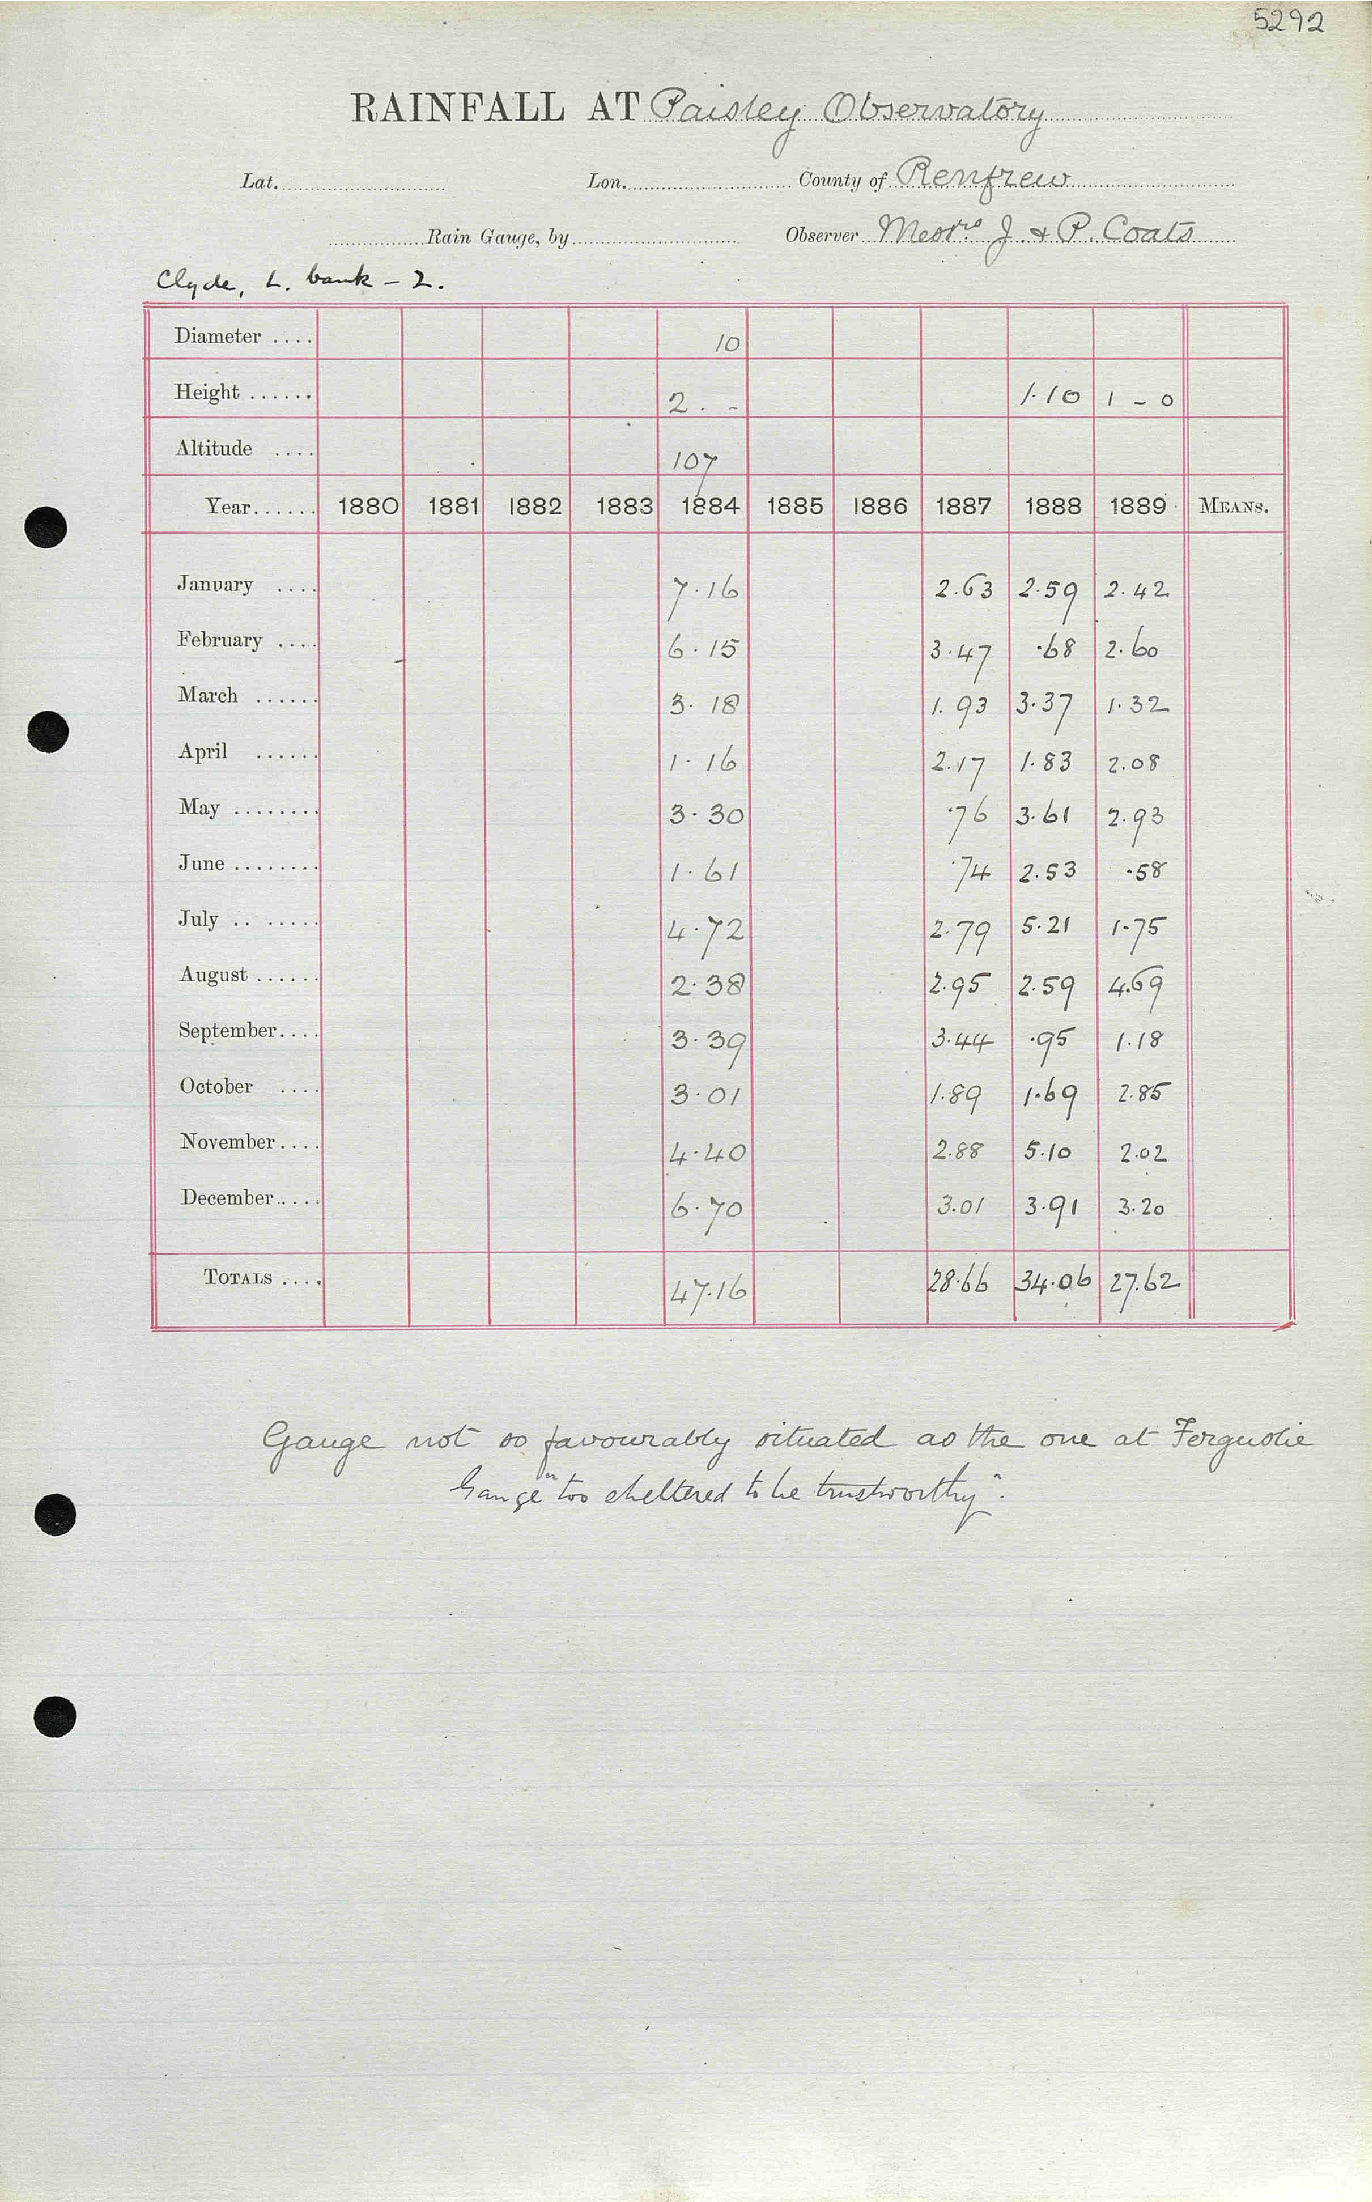 5292
RAINFALL AT Paisley Observatory
Lat. Lon. County of Renfrew
Rain Gauge, by Observer Messrs J. & P. Coats
Clyde, L. bank - 2.
Diameter .... 10
Height ...... 2. - 1.10 1 - 0
Altitude .... 107
Year...... 1880 1881 1882 1883 1884 1885 1886 1887 1888 1889 MEANS.
January .... 7.16 2.63 2.59 2.42
February .... 6.15 3.47 .68 2.60
March ...... 3.18 1.93 3.37 1.32
April ...... 1.16 2.17 1.83 2.08
May ........ 3.30 .76 3.61 2.93
June ........ 1.61 .74 2.53 .58
July .. ..... 4.72 2.79 5.21 1.75
August ...... 2.38 2.95 2.59 4.69
September.... 3.39 3.44 .95 1.18
October .... 3.01 1.89 1.69 2.85
November.... 4.40 2.88 5.10 2.02
December..... 6.70 3.01 3.91 3.20
TOTALS .... 47.16 28.66 34.06 27.62
Gauge not so favourably situated as the one at Ferguslie
Gauge "too sheltered to be trustworthy".